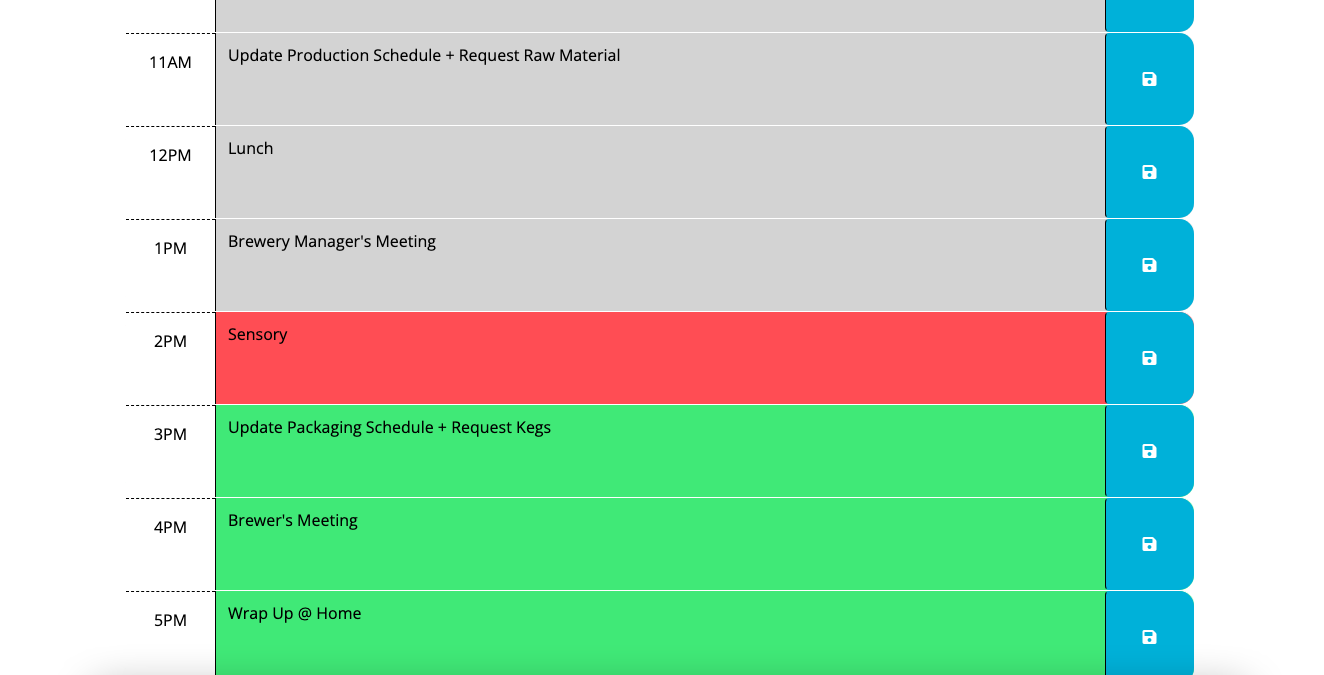 11AM Update Production Schedule + Request Raw Material
12PM Lunch
1PM Brewery Manager's Meeting
2PM Sensory
3PM Update Packaging Schedule + Request Kegs
4PM Brewer's Meeting
5PM Wrap Up @ Home